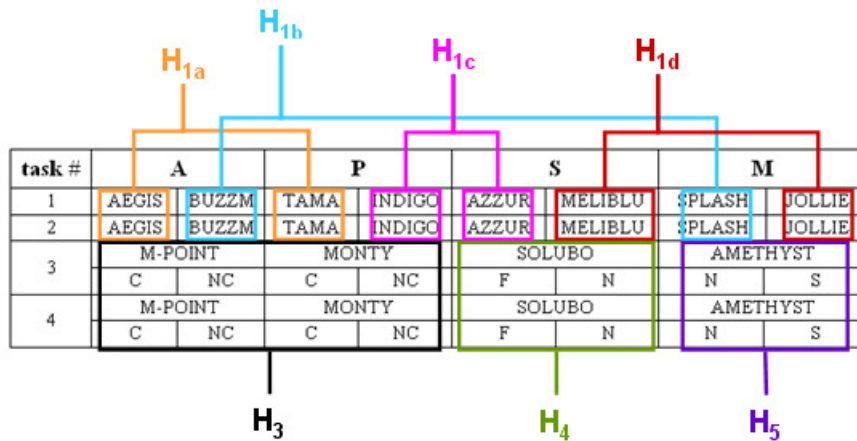 H1b
H1a H1c H1d
task # A P S M
1 AEGIS BUZZM TAMA INDIGO AZZUR MELIBLU SPLASH JOLLIE
2 AEGIS BUZZM TAMA INDIGO AZZUR MELIBLU SPLASH JOLLIE
3 M-POINT MONTY SOLUBO AMETHYST
C NC C NC F N N S
4 M-POINT MONTY SOLUBO AMETHYST
C NC C NC F N N S
H3 H4 H5